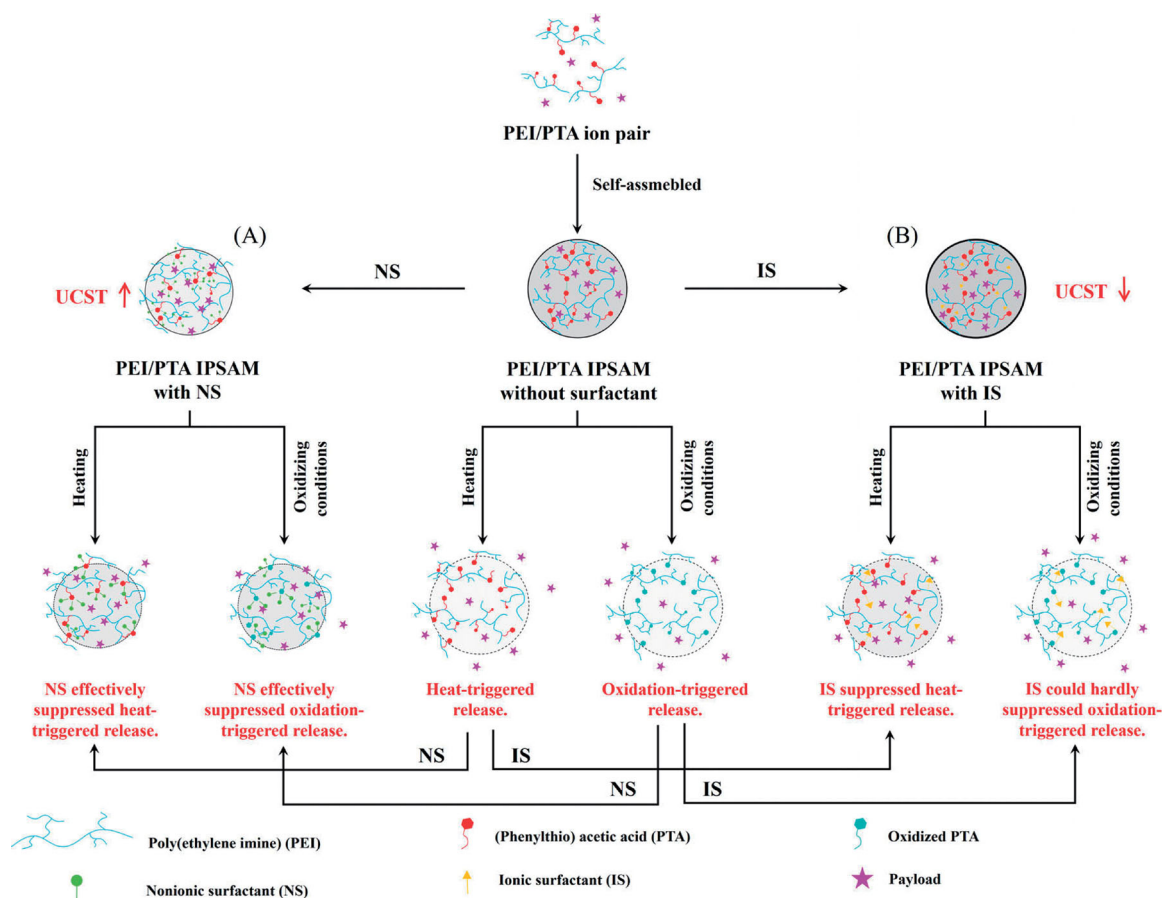 PEI/PTA ion pair
Self-assmebled
(A)
(B)
NS
IS
UCST ↑
UCST ↓
PEI/PTA IPSAM
with NS
PEI/PTA IPSAM
without surfactant
PEI/PTA IPSAM
with IS
Heating
Oxidizing
conditions
Heating
Oxidizing
conditions
Heating
Oxidizing
conditions
NS effectively
suppressed heat-
triggered release.
NS effectively
suppressed oxidation-
triggered release.
Heat-triggered
release.
Oxidation-triggered
release.
IS suppressed heat-
triggered release.
IS could hardly
suppressed oxidation-
triggered release.
NS
IS
NS
IS
Poly(ethylene imine) (PEI)
(Phenylthio) acetic acid (PTA)
Oxidized PTA
Nonionic surfactant (NS)
Ionic surfactant (IS)
Payload